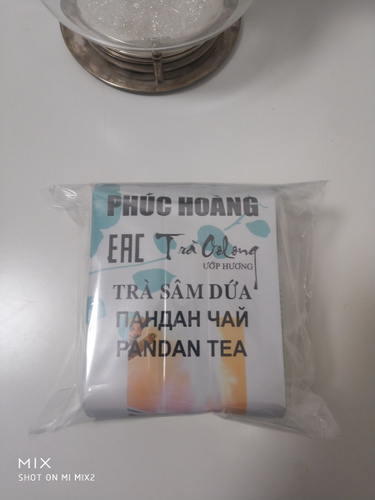 PHÚC HOÀNG
EAC Trà Oolong
ƯỚP HƯƠNG
TRÀ SÂM DỨA
ПАНДАН ЧАЙ
PANDAN TEA
MIX
SHOT ON MI MIX2